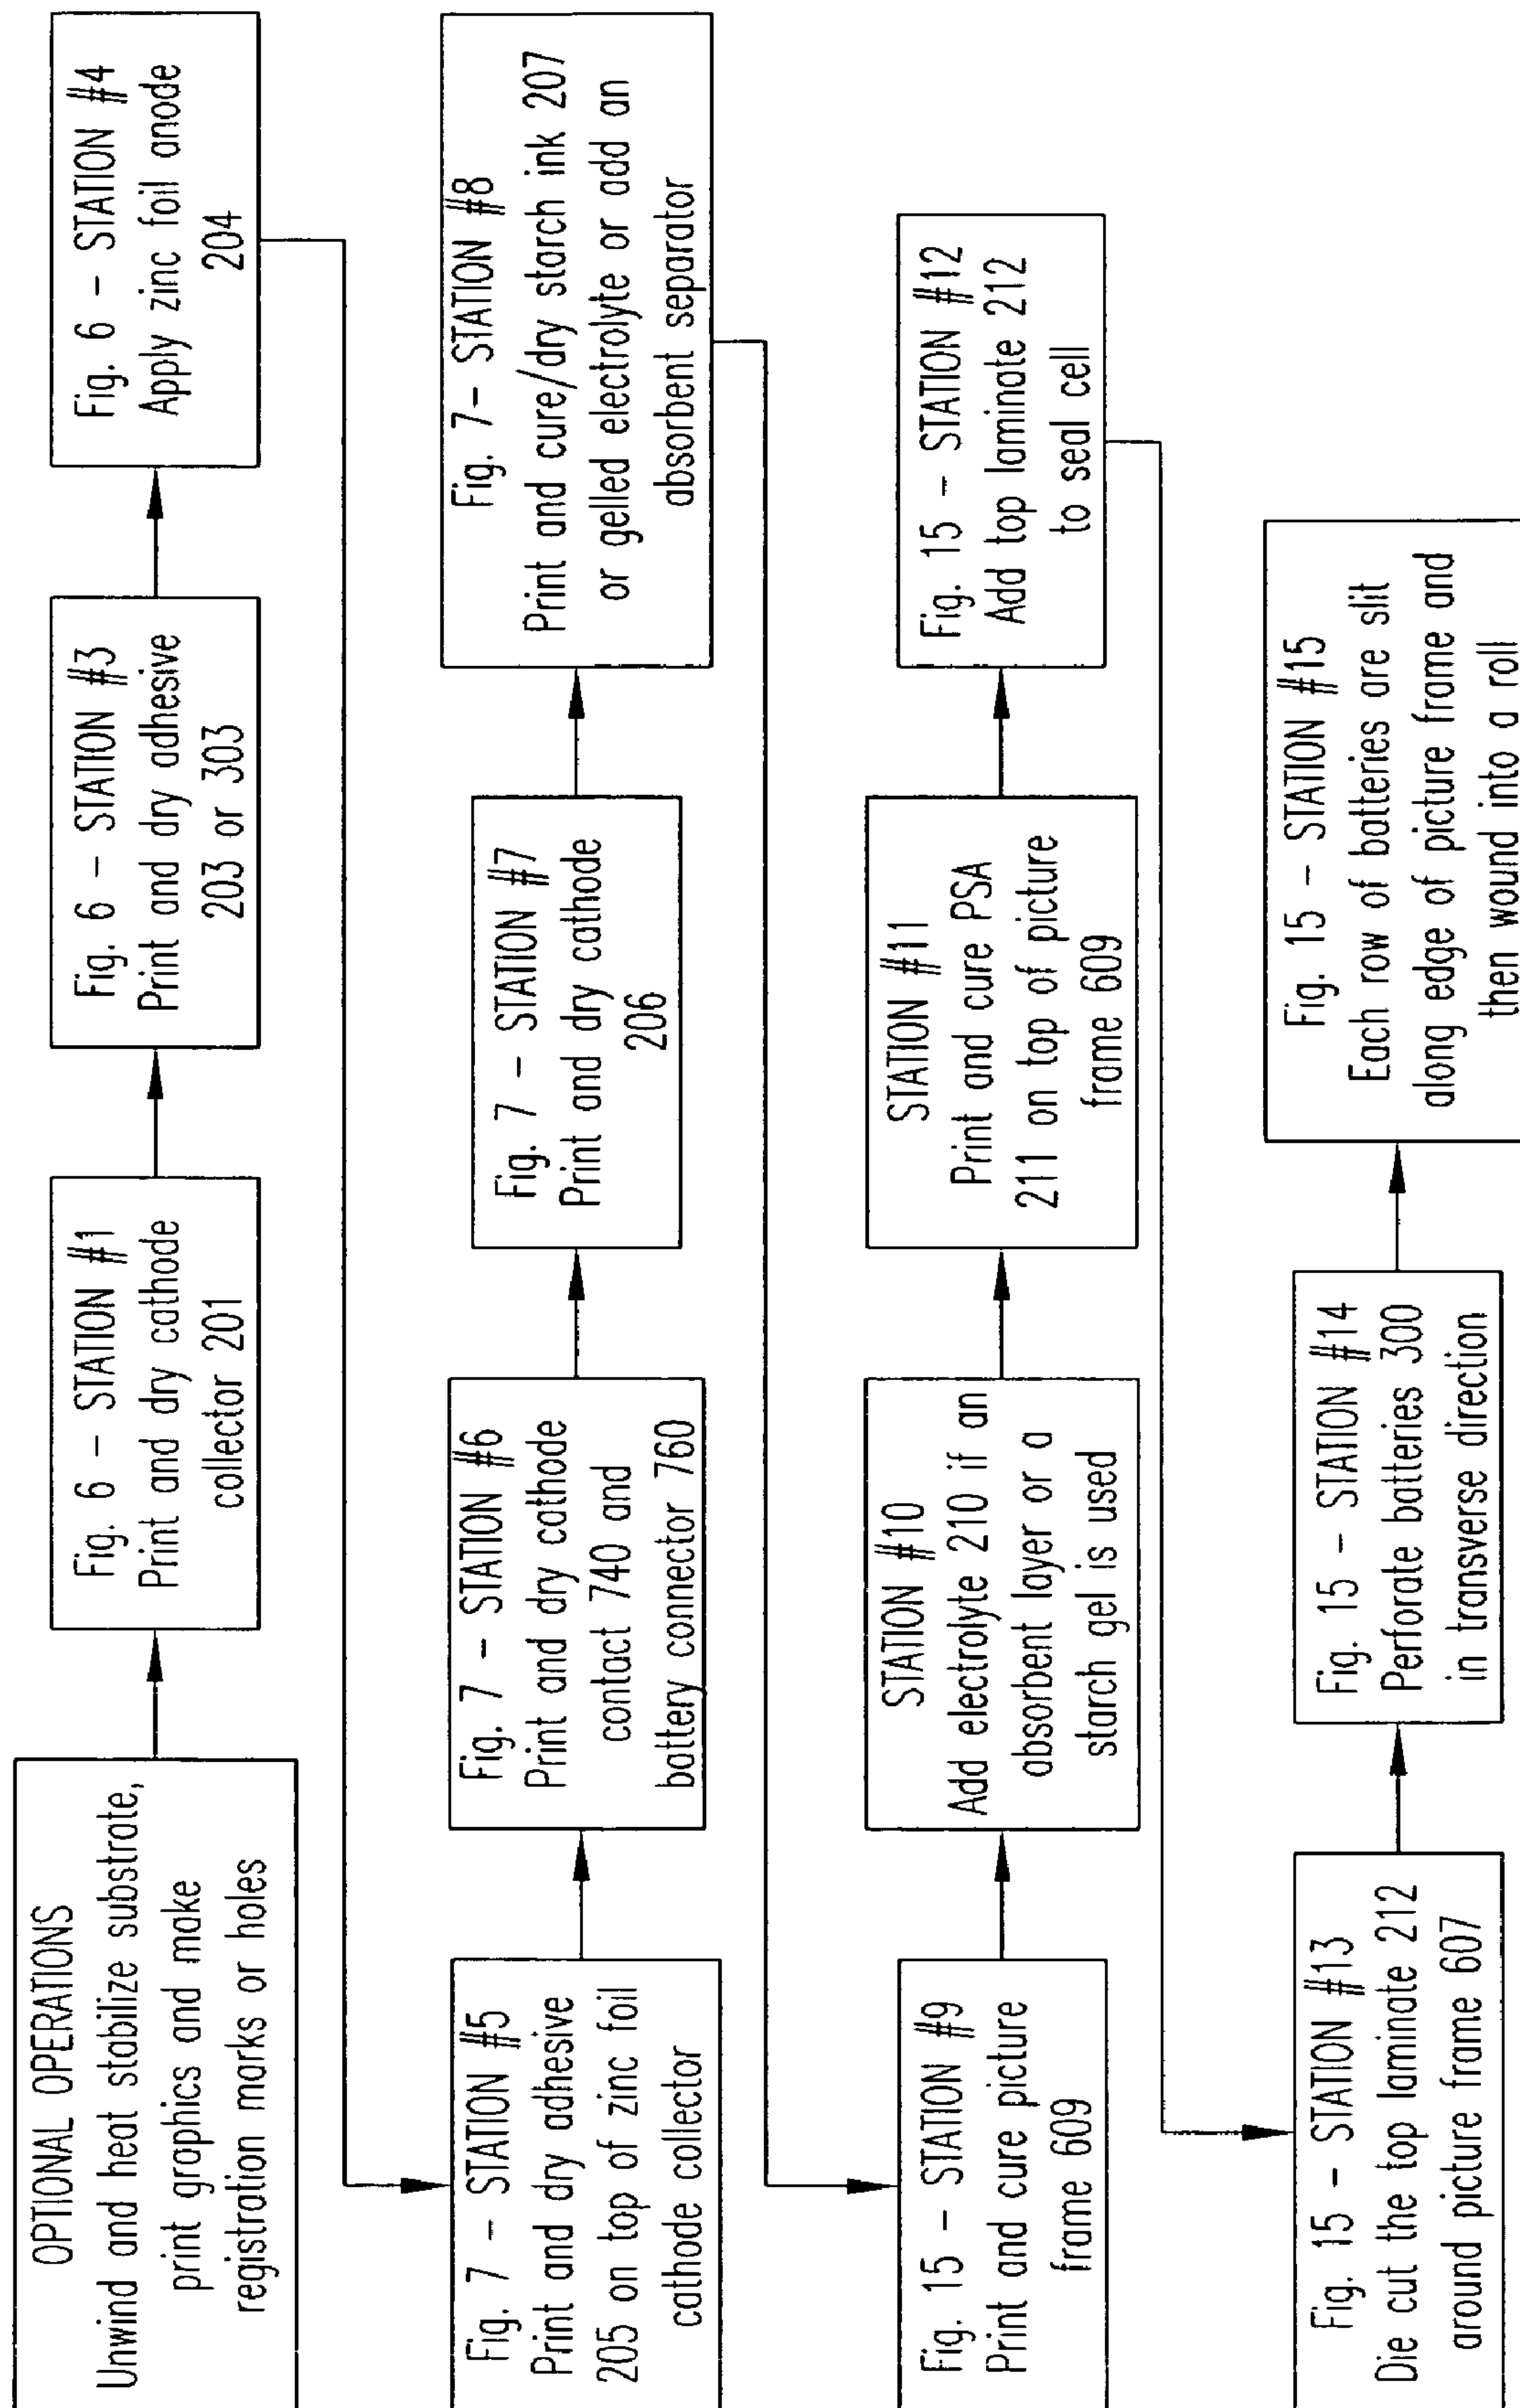 OPTIONAL OPERATIONS
Unwind and heat stabilize substrate,
print graphics and make
registration marks or holes
Fig. 6 – STATION #1
Print and dry cathode
collector 201
Fig. 6 – STATION #3
Print and dry adhesive
203 or 303
Fig. 6 – STATION #4
Apply zinc foil anode
204
Fig. 7 – STATION #5
Print and dry adhesive
205 on top of zinc foil
cathode collector
Fig. 7 – STATION #6
Print and dry cathode
contact 740 and
battery connector 760
Fig. 7 – STATION #7
Print and dry cathode
206
Fig. 7– STATION #8
Print and cure/dry starch ink 207
or gelled electrolyte or add an
absorbent separator
Fig. 15 – STATION #9
Print and cure picture
frame 609
STATION #10
Add electrolyte 210 if an
absorbent layer or a
starch gel is used
STATION #11
Print and cure PSA
211 on top of picture
frame 609
Fig. 15 – STATION #12
Add top laminate 212
to seal cell
Fig. 15 – STATION #13
Die cut the top laminate 212
around picture frame 607
Fig. 15 – STATION #14
Perforate batteries 300
in transverse direction
Fig. 15 – STATION #15
Each row of batteries are slit
along edge of picture frame and
then wound into a roll